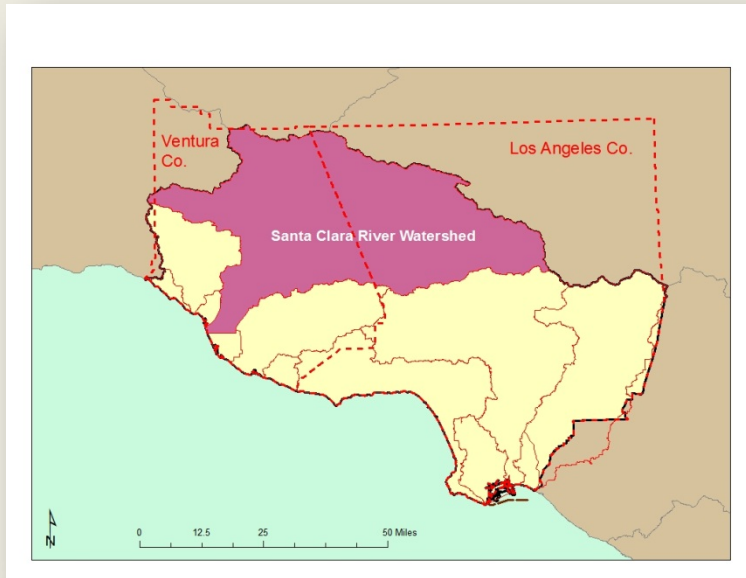 Ventura
Co.
Los Angeles Co.
Santa Clara River Watershed
N
0 12.5 25 50 Miles